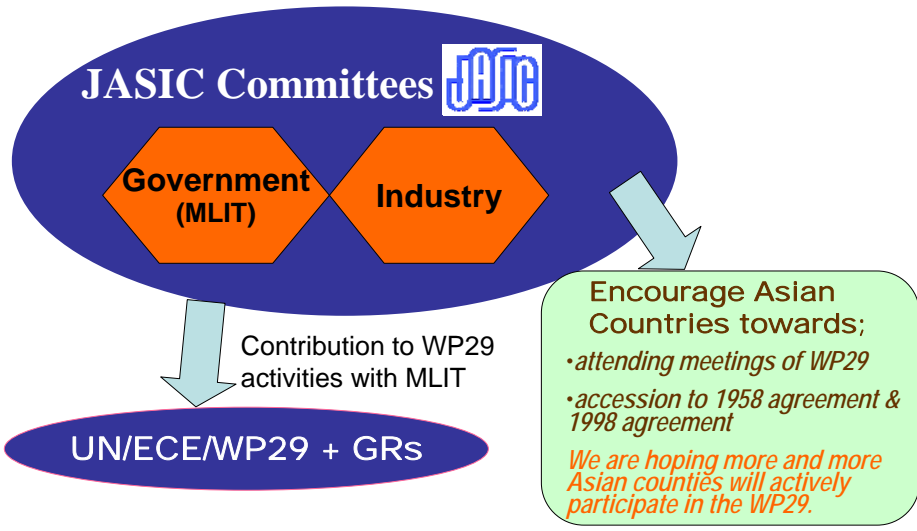 JASIC Committees JASIC
Government
(MLIT)
Industry
Contribution to WP29
activities with MLIT
UN/ECE/WP29 + GRs
Encourage Asian
Countries towards;
•attending meetings of WP29
•accession to 1958 agreement &
1998 agreement
We are hoping more and more
Asian counties will actively
participate in the WP29.